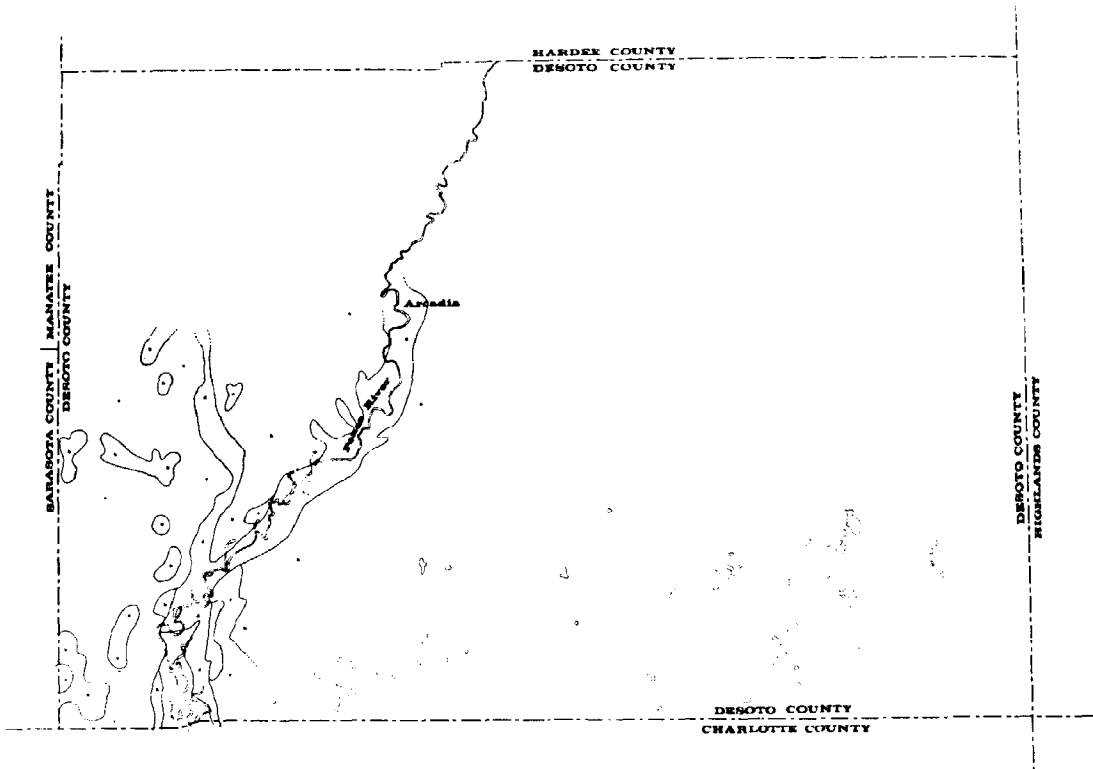 HARDEE COUNTY
DESOTO COUNTY
MANATEE COUNTY
SARASOTA COUNTY
DESOTO COUNTY
Arcadia
River
DESOTO COUNTY
HIGHLANDS COUNTY
DESOTO COUNTY
CHARLOTTE COUNTY